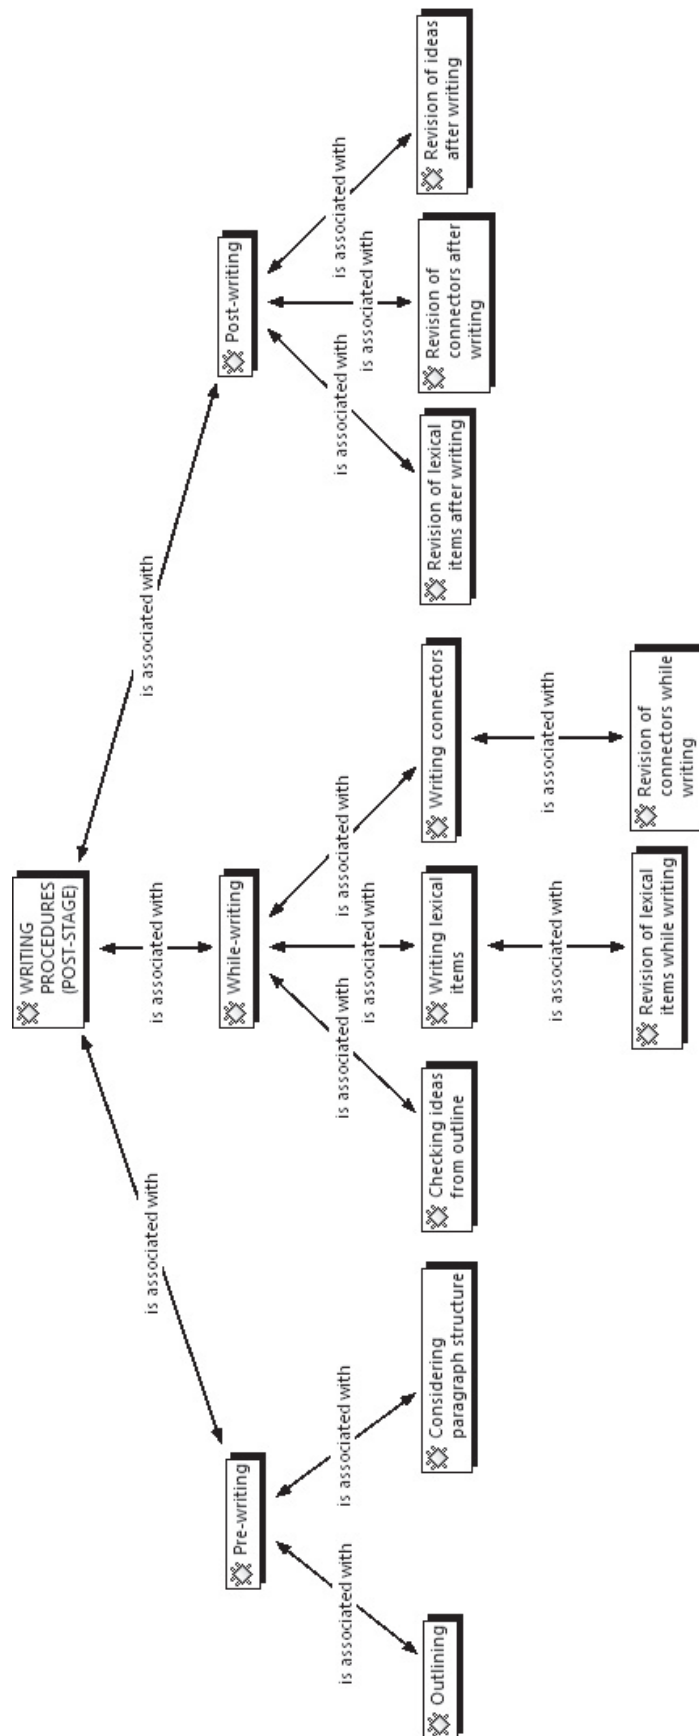 WRITING
PROCEDURES
(POST-STAGE)
is associated with
is associated with
is associated with
Pre-writing
While-writing
Post-writing
is associated with
is associated with
is associated with
is associated with
is associated with
is associated with
is associated with
is associated with
Outlining
Considering
paragraph structure
Checking ideas
from outline
Writing lexical
items
Writing connectors
Revision of lexical
items after writing
Revision of
connectors after
writing
Revision of ideas
after writing
is associated with
is associated with
Revision of lexical
items while writing
Revision of
connectors while
writing